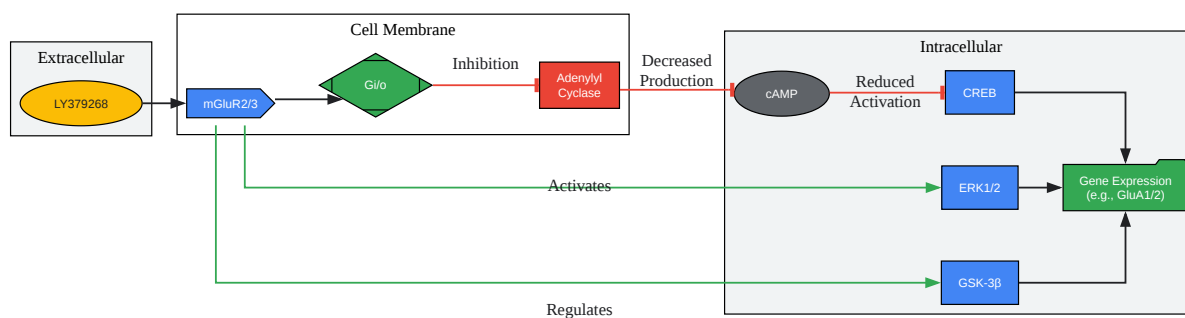 Cell Membrane
Extracellular
LY379268
mGluR2/3
Gi/o
Inhibition
Adenylyl
Cyclase
Decreased
Production
Intracellular
cAMP
Reduced
Activation
CREB
Activates
ERK1/2
Gene Expression
(e.g., GluA1/2)
Regulates
GSK-3β